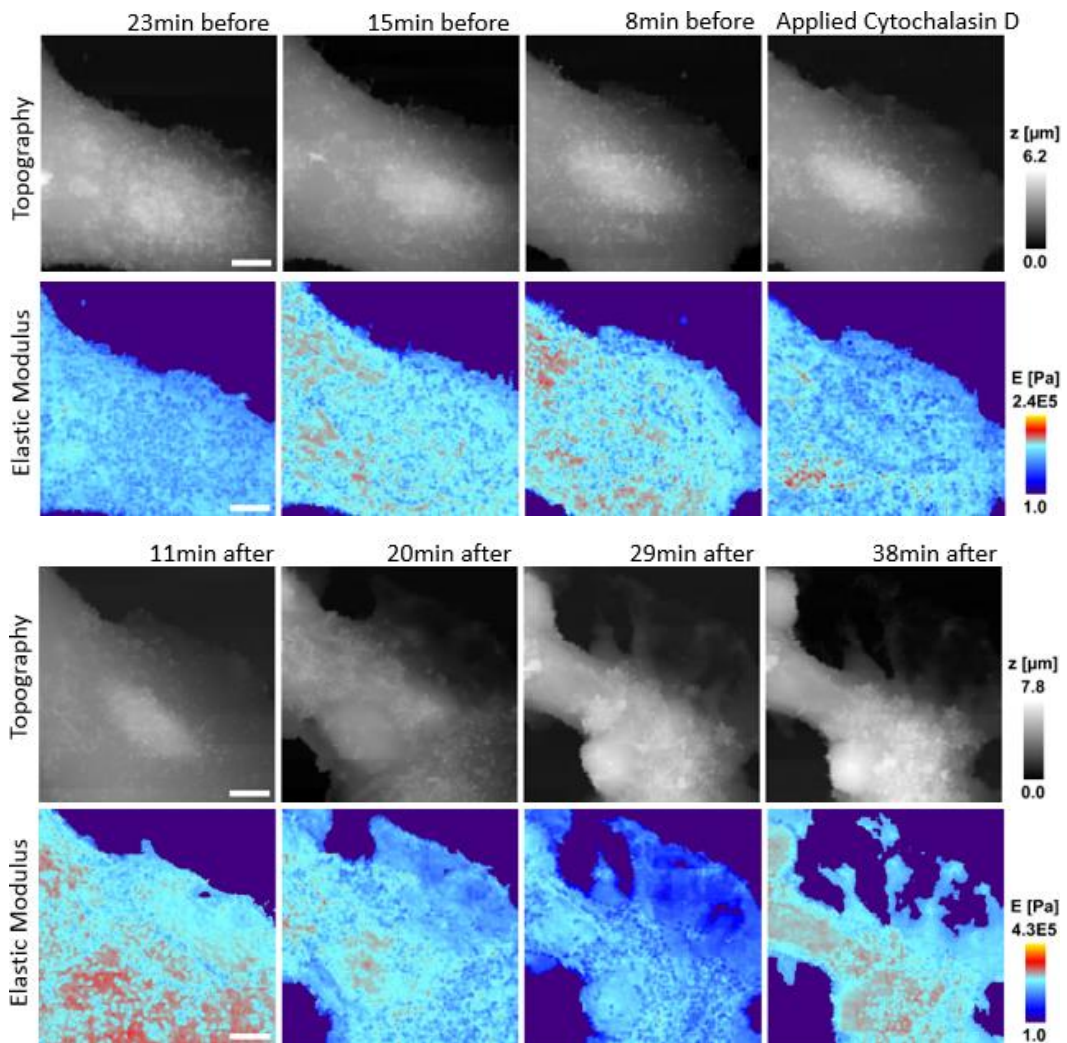 23min before
15min before
8min before
Applied Cytochalasin D
Topography
z [µm]
6.2
0.0
Elastic Modulus
E [Pa]
2.4E5
1.0
11min after
20min after
29min after
38min after
Topography
z [µm]
7.8
0.0
Elastic Modulus
E [Pa]
4.3E5
1.0